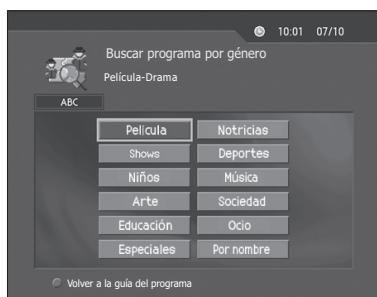 10:01 07/10
Buscar programa por género
Película-Drama
ABC
Pelicula Notricias
Shows Deportes
Niños Música
Arte Sociedad
Educación Ocio
Especiales Por nombre
Volver a la guía del programa